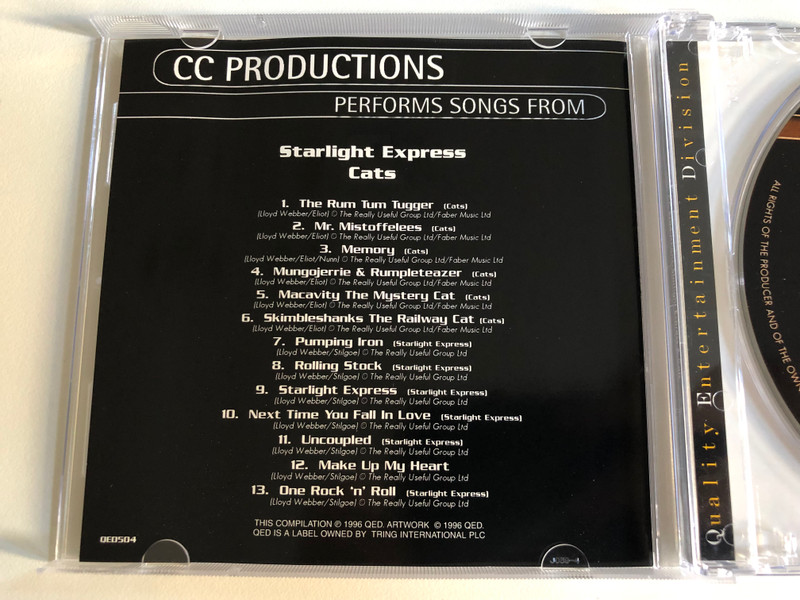 CC PRODUCTIONS
PERFORMS SONGS FROM
Starlight Express
Cats
1. The Rum Tum Tugger (Cats)
(Lloyd Webber/Eliot) © The Really Useful Group Ltd/Faber Music Ltd
2. Mr. Mistoffelees (Cats)
(Lloyd Webber/Eliot) © The Really Useful Group Ltd/Faber Music Ltd
3. Memory (Cats)
(Lloyd Webber/Eliot/Nunn) © The Really Useful Group Ltd/Faber Music Ltd
4. Mungojerrie & Rumpleteazer (Cats)
(Lloyd Webber/Eliot) © The Really Useful Group Ltd/Faber Music Ltd
5. Macavity The Mystery Cat (Cats)
(Lloyd Webber/Eliot) © The Really Useful Group Ltd/Faber Music Ltd
6. Skimbleshanks The Railway Cat (Cats)
(Lloyd Webber/Eliot) © The Really Useful Group Ltd/Faber Music Ltd
7. Pumping Iron (Starlight Express)
(Lloyd Webber/Stilgoe) © The Really Useful Group Ltd
8. Rolling Stock (Starlight Express)
(Lloyd Webber/Stilgoe) © The Really Useful Group Ltd
9. Starlight Express (Starlight Express)
(Lloyd Webber/Stilgoe) © The Really Useful Group Ltd
10. Next Time You Fall In Love (Starlight Express)
(Lloyd Webber/Stilgoe) © The Really Useful Group Ltd
11. Uncoupled (Starlight Express)
(Lloyd Webber/Stilgoe) © The Really Useful Group Ltd
12. Make Up My Heart
(Lloyd Webber/Stilgoe) © The Really Useful Group Ltd
13. One Rock 'n' Roll (Starlight Express)
(Lloyd Webber/Stilgoe) © The Really Useful Group Ltd
THIS COMPILATION ℗ 1996 QED. ARTWORK © 1996 QED.
QED IS A LABEL OWNED BY TRING INTERNATIONAL PLC
QED504
Quality Entertainment Division
ALL RIGHTS OF THE PRODUCER AND OF THE